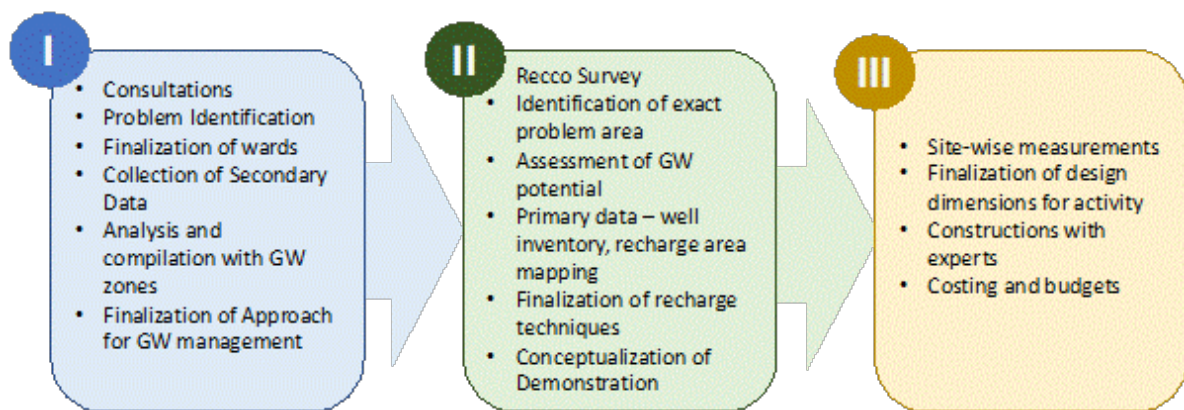 I
• Consultations
• Problem Identification
• Finalization of wards
• Collection of Secondary
Data
• Analysis and
compilation with GW
zones
• Finalization of Approach
for GW management
II
Recco Survey
• Identification of exact
problem area
• Assessment of GW
potential
• Primary data – well
inventory, recharge area
mapping
• Finalization of recharge
techniques
• Conceptualization of
Demonstration
III
• Site-wise measurements
• Finalization of design
dimensions for activity
• Constructions with
experts
• Costing and budgets